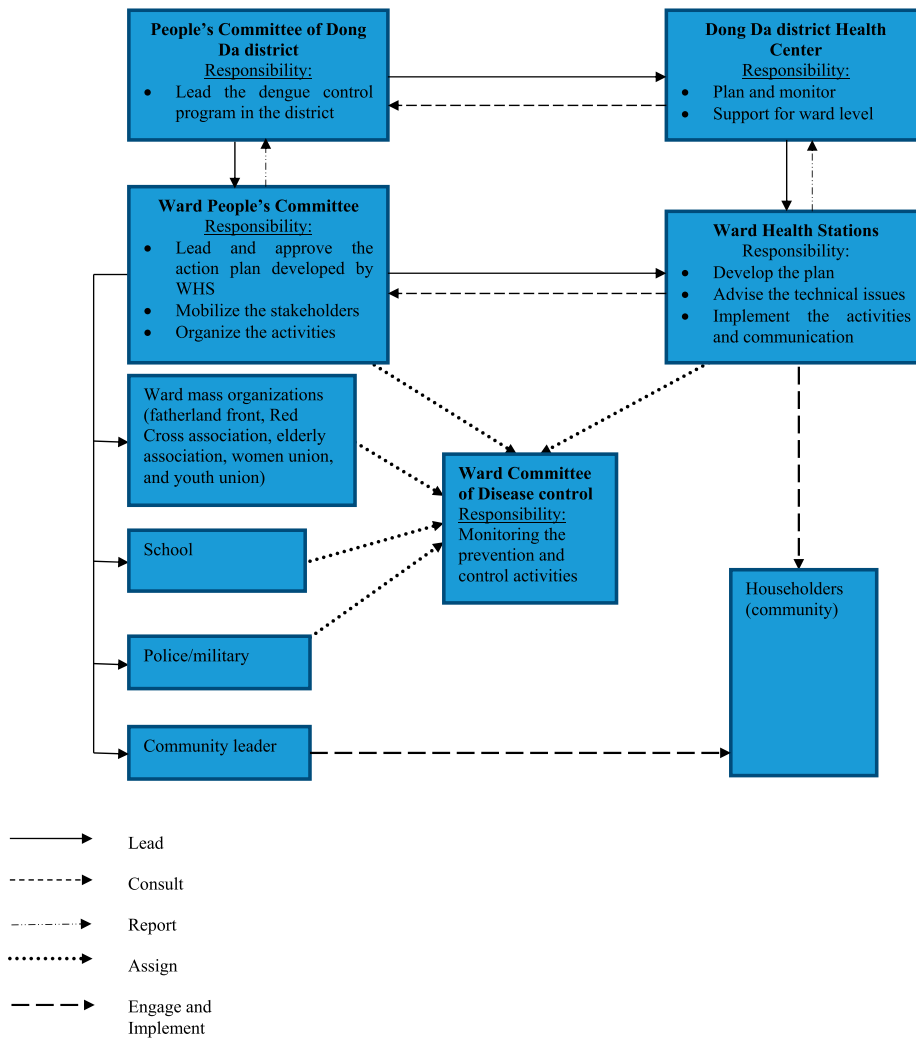 People's Committee of Dong
Da district
Responsibility:
• Lead the dengue control
program in the district
Dong Da district Health
Center
Responsibility:
• Plan and monitor
• Support for ward level
Ward People's Committee
Responsibility:
• Lead and approve the
action plan developed by
WHS
• Mobilize the stakeholders
• Organize the activities
Ward Health Stations
Responsibility:
• Develop the plan
• Advise the technical issues
• Implement the activities
and communication
Ward mass organizations
(fatherland front, Red
Cross association, elderly
association, women union,
and youth union)
Ward Committee
of Disease control
Responsibility:
Monitoring the
prevention and
control activities
School
Householders
(community)
Police/military
Community leader
Lead
Consult
Report
Assign
Engage and
Implement